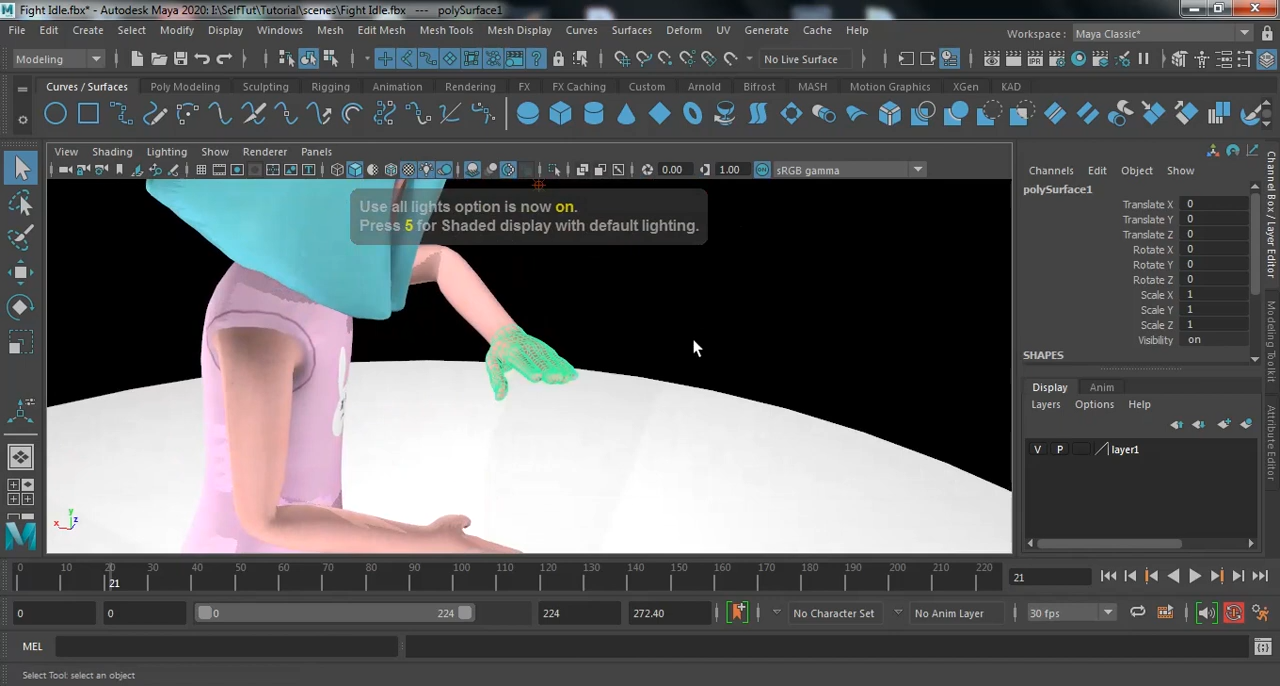 Fight Idle.fbx* - Autodesk Maya 2020: I:\SelfTut\Tutorial\scenes\Fight Idle.fbx --- polySurface1
File Edit Create Select Modify Display Windows Mesh Edit Mesh Mesh Tools Mesh Display Curves Surfaces Deform UV Generate Cache Help Workspace : Maya Classic*
Modeling No Live Surface
Curves / Surfaces Poly Modeling Sculpting Rigging Animation Rendering FX FX Caching Custom Arnold Bifrost MASH Motion Graphics XGen KAD
View Shading Lighting Show Renderer Panels
0.00 1.00 sRGB gamma
Use all lights option is now on.
Press 5 for Shaded display with default lighting.
Channels Edit Object Show
polySurface1
Translate X 0
Translate Y 0
Translate Z 0
Rotate X 0
Rotate Y 0
Rotate Z 0
Scale X 1
Scale Y 1
Scale Z 1
Visibility on
SHAPES
Display Anim
Layers Options Help
V P layer1
Channel Box / Layer Editor
Modeling Toolkit
Attribute Editor
x y z
0 10 20 30 40 50 60 70 80 90 100 110 120 130 140 150 160 170 180 190 200 210 220
21
21
0 0 0 224 224 272.40 No Character Set No Anim Layer 30 fps
MEL
Select Tool: select an object